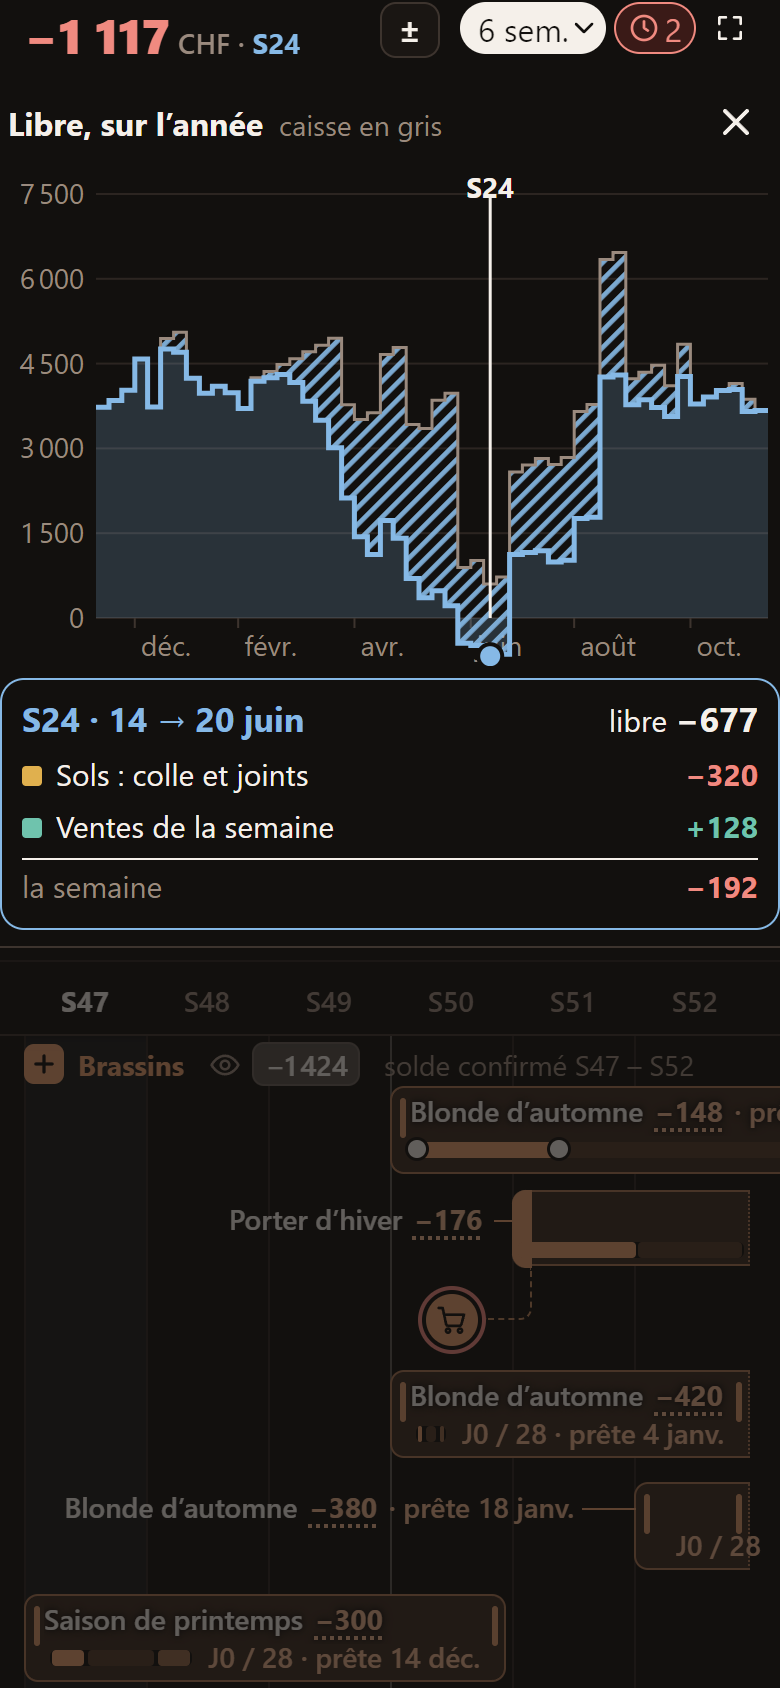 −1 117 CHF · S24
±
6 sem.
2
Libre, sur l’année caisse en gris
S24
7 500
6 000
4 500
3 000
1 500
0
déc. févr. avr. août oct.
S24 · 14 → 20 juin libre −677
Sols : colle et joints −320
Ventes de la semaine +128
la semaine −192
S47 S48 S49 S50 S51 S52
+ Brassins −1 424 solde confirmé S47 – S52
Blonde d’automne −148 ·
Porter d’hiver −176
Blonde d’automne −420
J0 / 28 · prête 4 janv.
Blonde d’automne −380 · prête 18 janv.
J0 / 28
Saison de printemps −300
J0 / 28 · prête 14 déc.